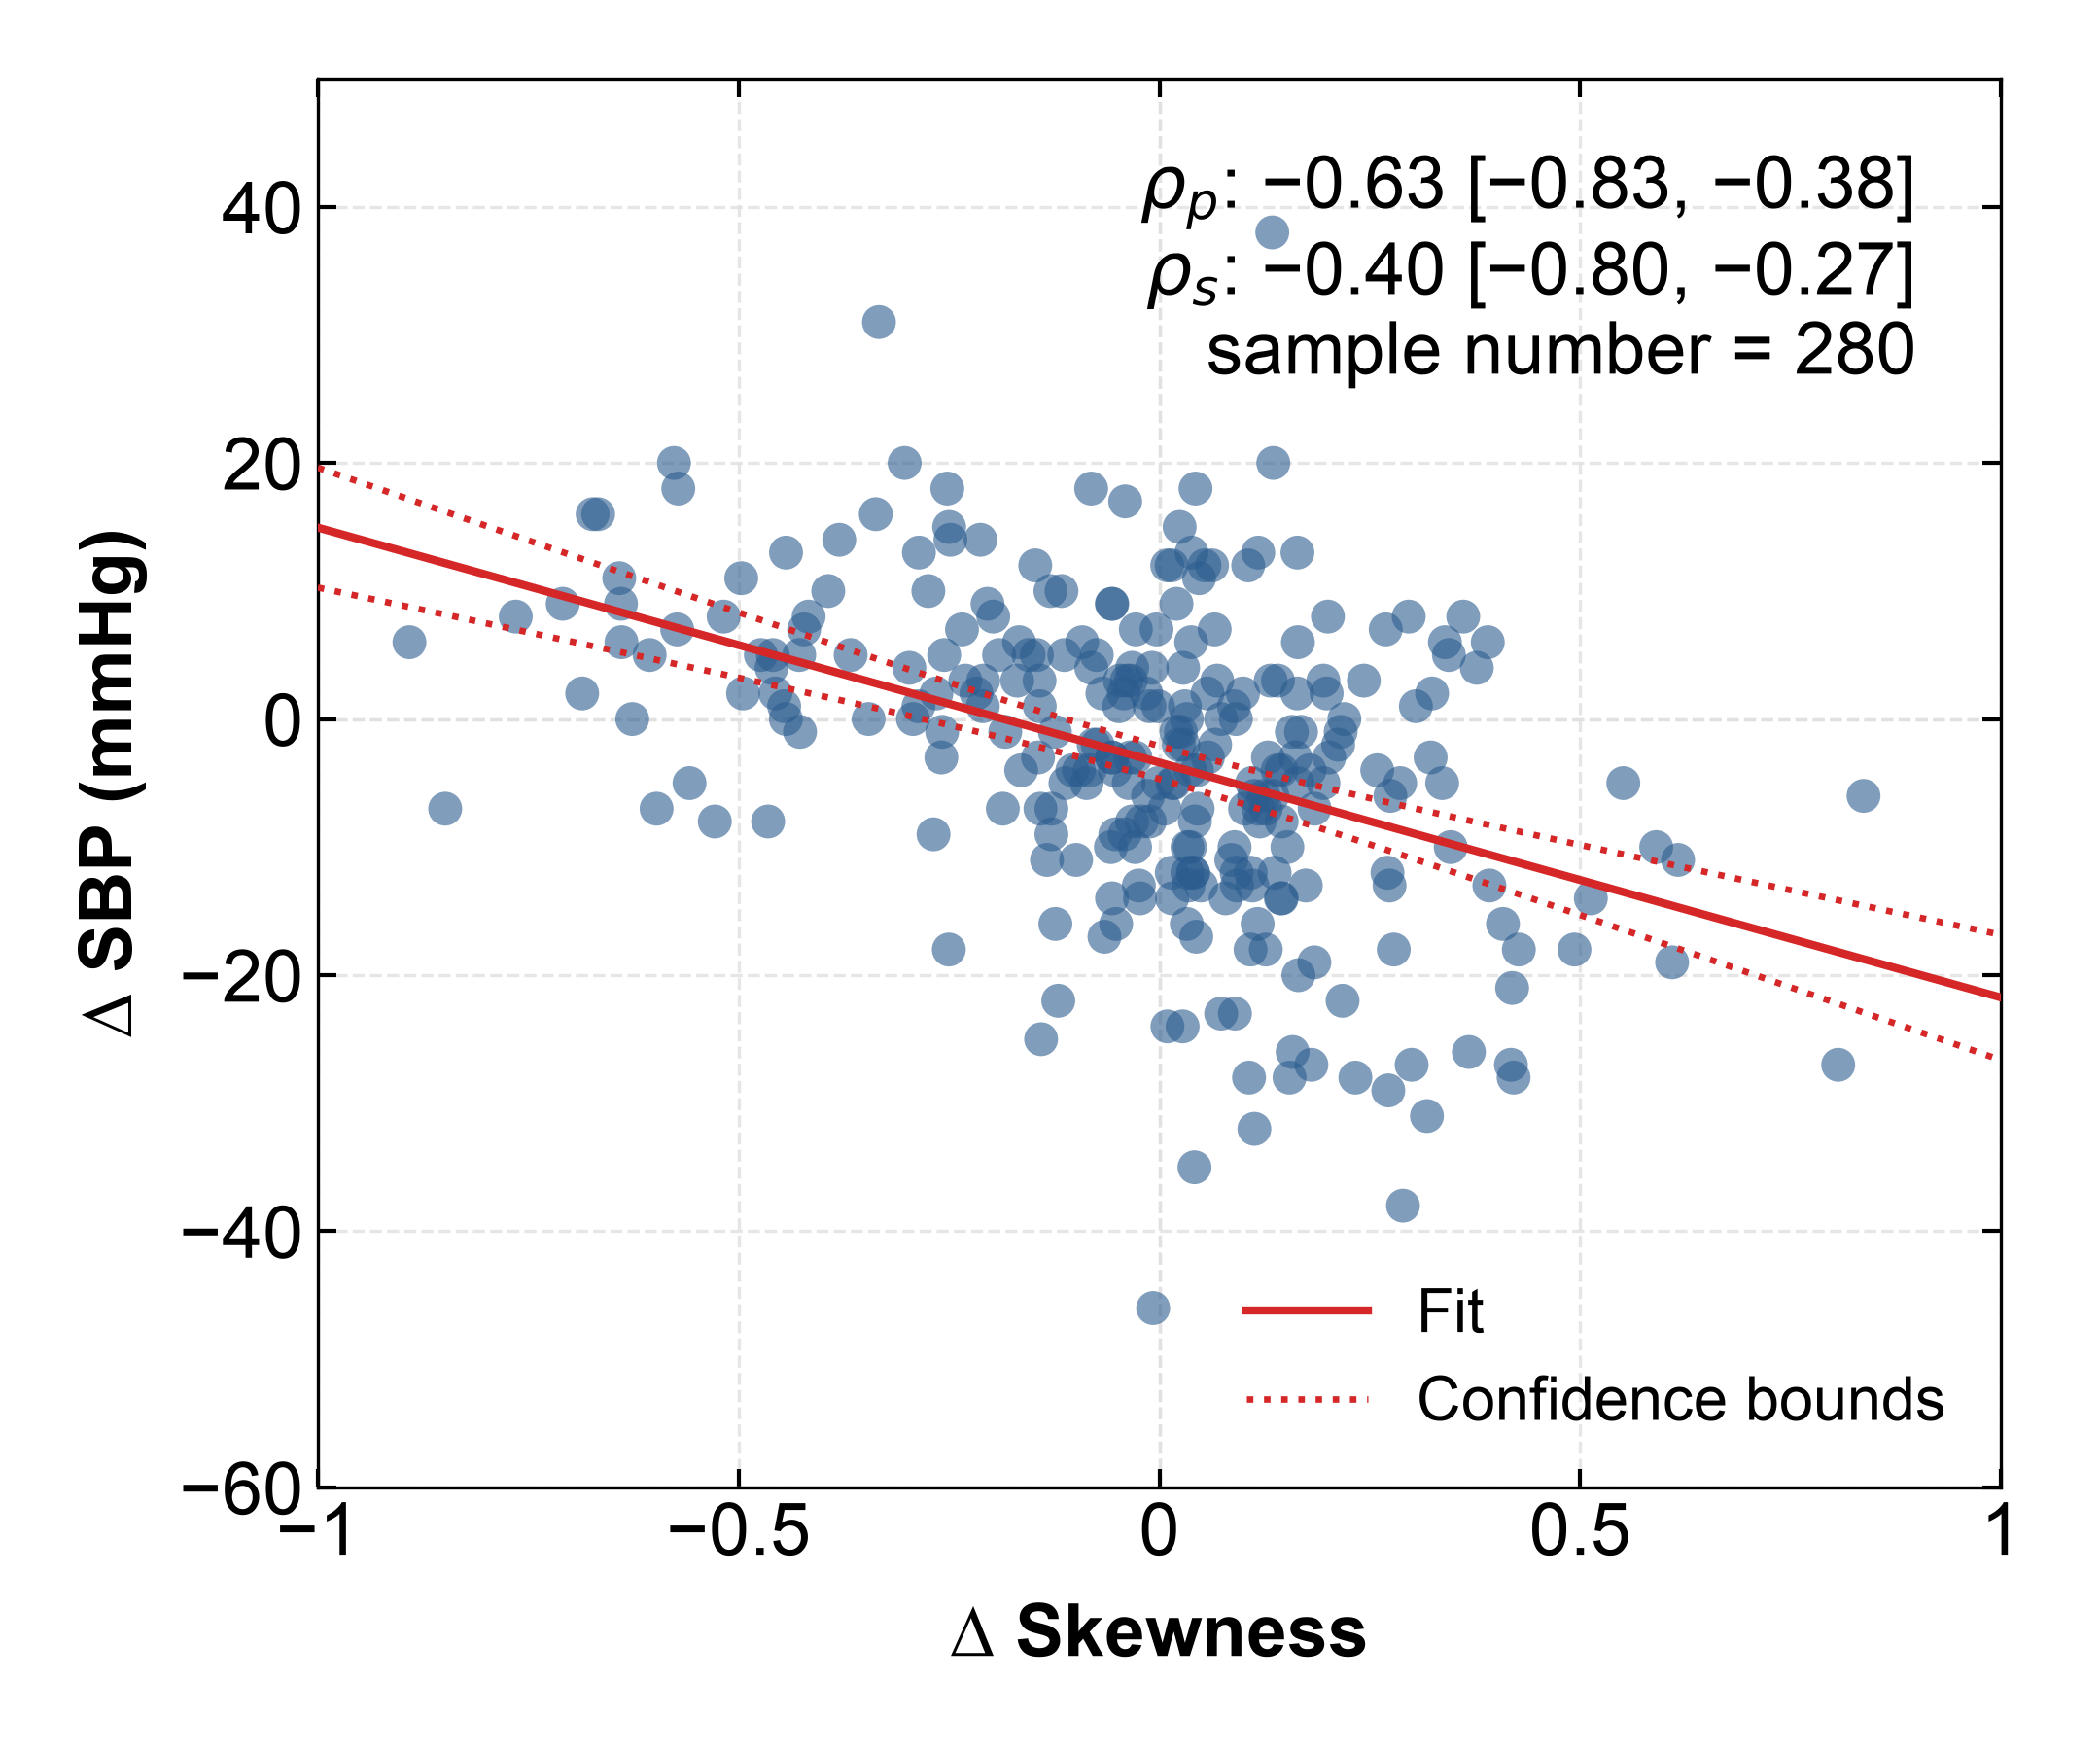 ρp: −0.63 [−0.83, −0.38]
ρs: −0.40 [−0.80, −0.27]
sample number = 280
40
20
0
−20
−40
−60
Δ SBP (mmHg)
Fit
Confidence bounds
−1
−0.5
0
0.5
1
Δ Skewness